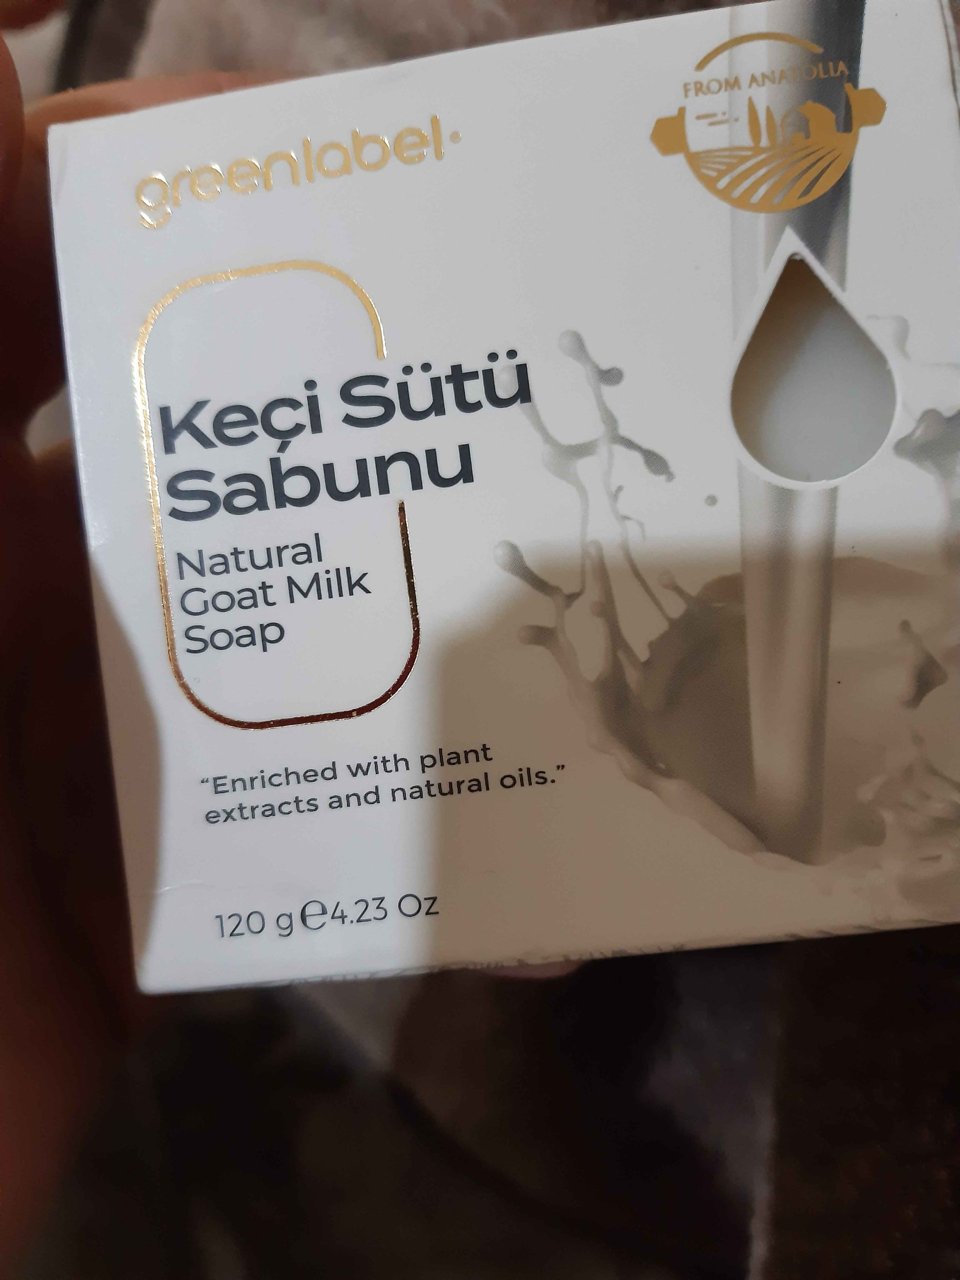 greenlabel.
FROM ANATOLIA
Keçi Sütü
Sabunu
Natural
Goat Milk
Soap
“Enriched with plant
extracts and natural oils.”
120 g℮4.23 Oz